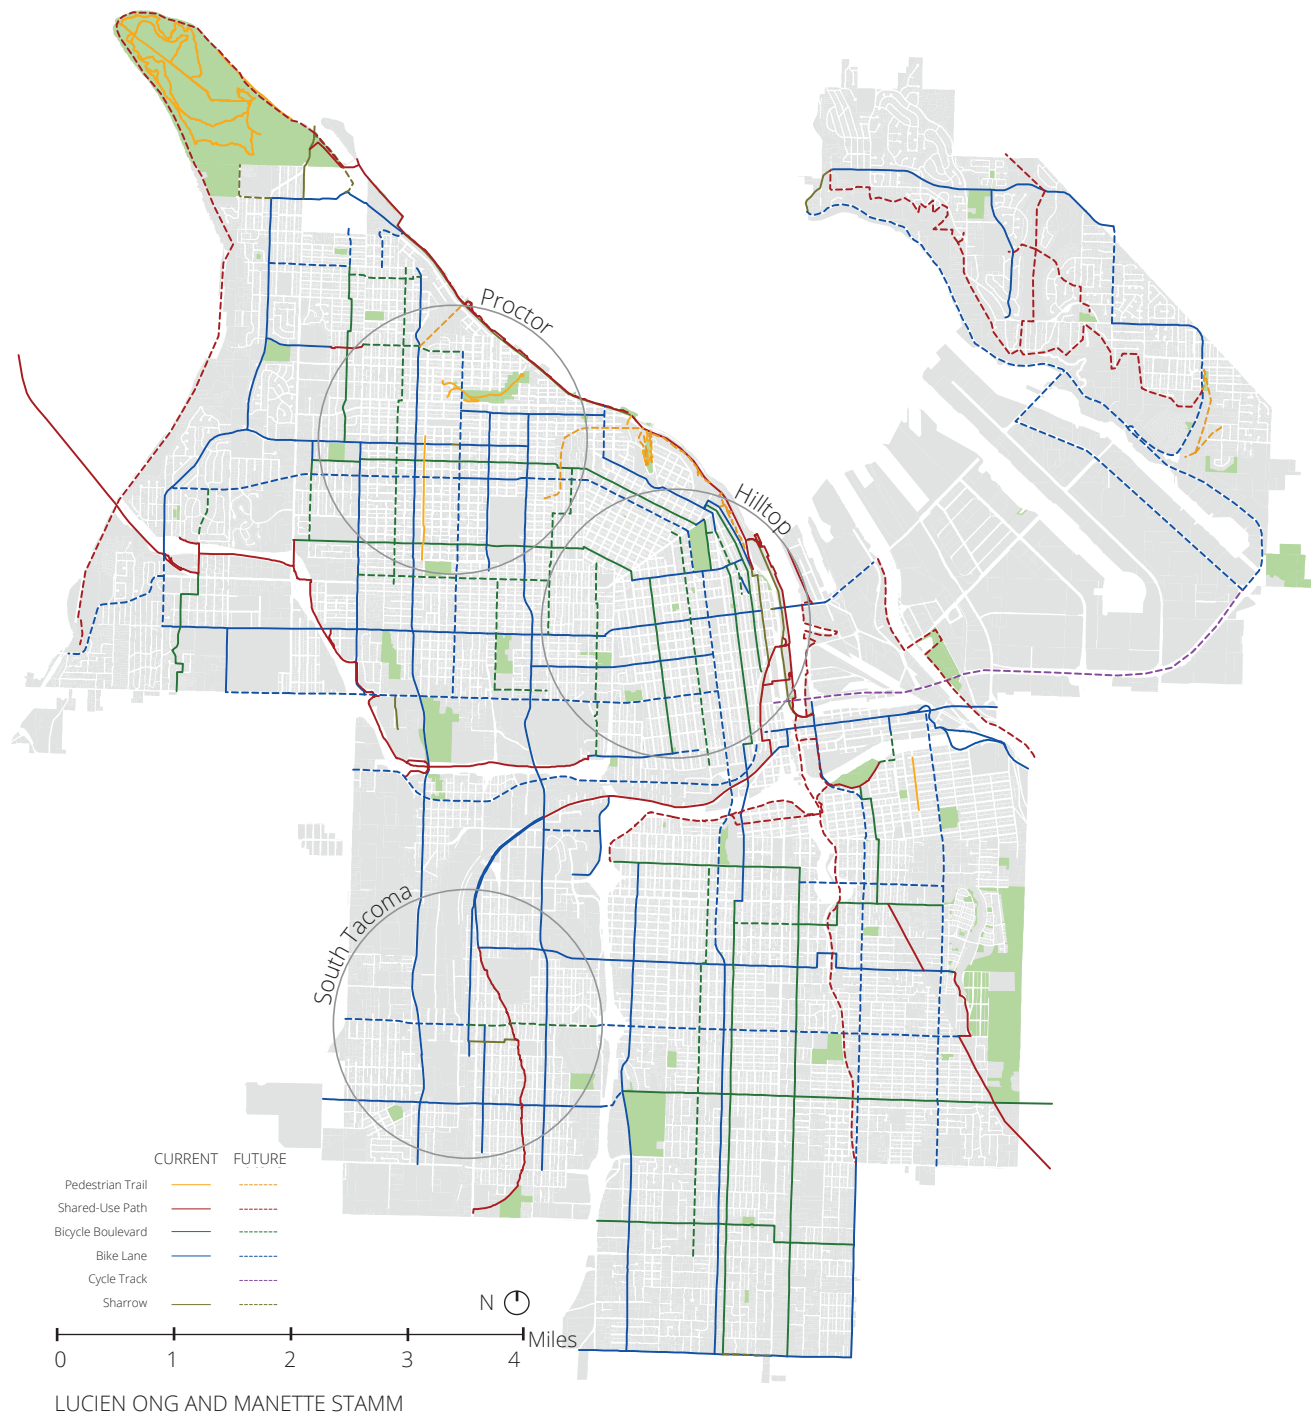 Proctor
Hilltop
South Tacoma
CURRENT FUTURE
Pedestrian Trail
Shared-Use Path
Bicycle Boulevard
Bike Lane
Cycle Track
Sharrow
N
Miles
0 1 2 3 4
LUCIEN ONG AND MANETTE STAMM